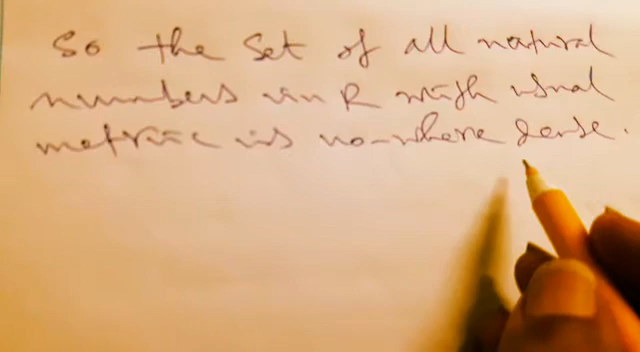 So the set of all natural
numbers in R with usual
metric is no-where dense.